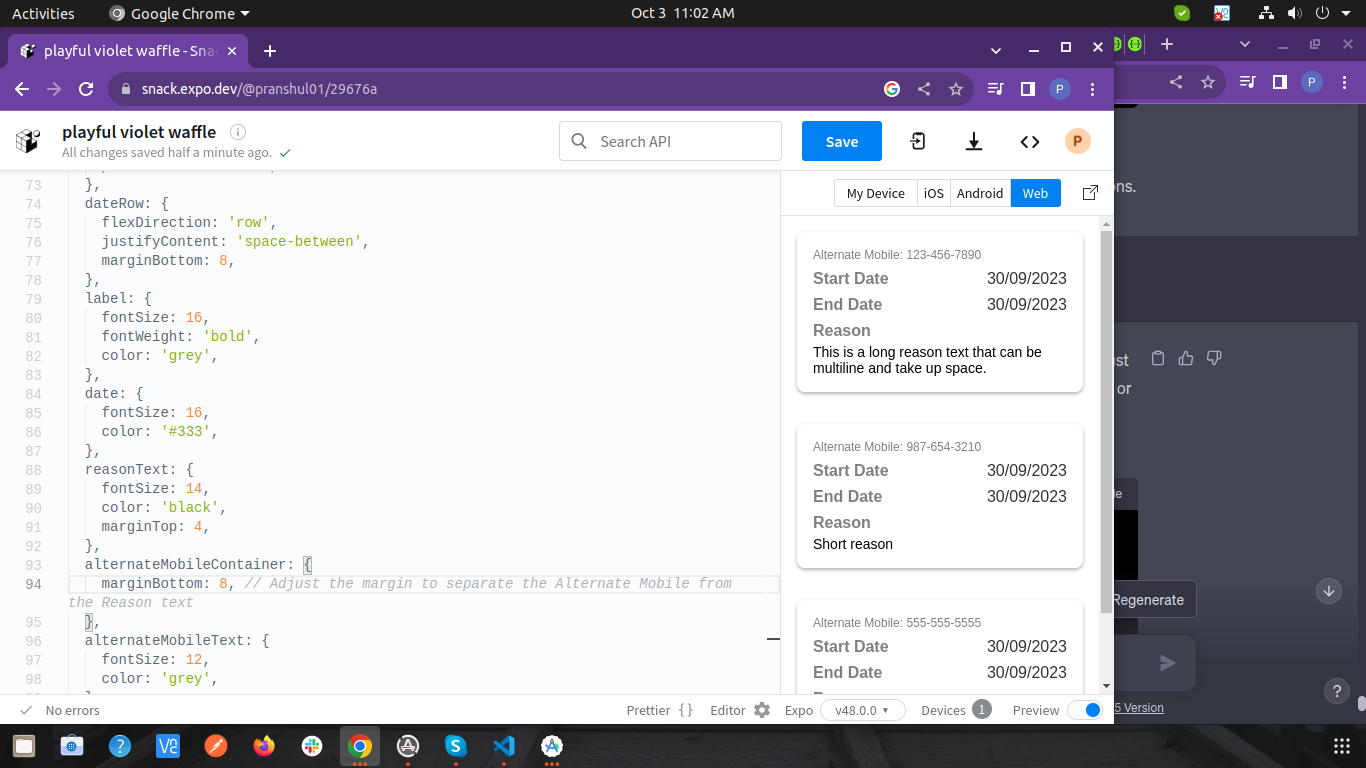 Activities
Google Chrome
Oct 3 11:02 AM
playful violet waffle - Sna
snack.expo.dev/@pranshul01/29676a
P
P
playful violet waffle
All changes saved half a minute ago.
Search API
Save
P
My Device
iOS
Android
Web
73 },
74 dateRow: {
75 flexDirection: 'row',
76 justifyContent: 'space-between',
77 marginBottom: 8,
78 },
79 label: {
80 fontSize: 16,
81 fontWeight: 'bold',
82 color: 'grey',
83 },
84 date: {
85 fontSize: 16,
86 color: '#333',
87 },
88 reasonText: {
89 fontSize: 14,
90 color: 'black',
91 marginTop: 4,
92 },
93 alternateMobileContainer: {
94 marginBottom: 8, // Adjust the margin to separate the Alternate Mobile from
the Reason text
95 },
96 alternateMobileText: {
97 fontSize: 12,
98 color: 'grey',
Alternate Mobile: 123-456-7890
Start Date 30/09/2023
End Date 30/09/2023
Reason
This is a long reason text that can be
multiline and take up space.
Alternate Mobile: 987-654-3210
Start Date 30/09/2023
End Date 30/09/2023
Reason
Short reason
Alternate Mobile: 555-555-5555
Start Date 30/09/2023
End Date 30/09/2023
ons.
ist
or
le
Regenerate
?
5 Version
No errors
Prettier {}
Editor
Expo
v48.0.0
Devices 1
Preview